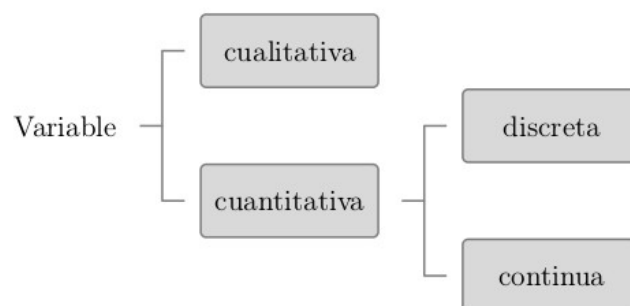 Variable
cualitativa
cuantitativa
discreta
continua